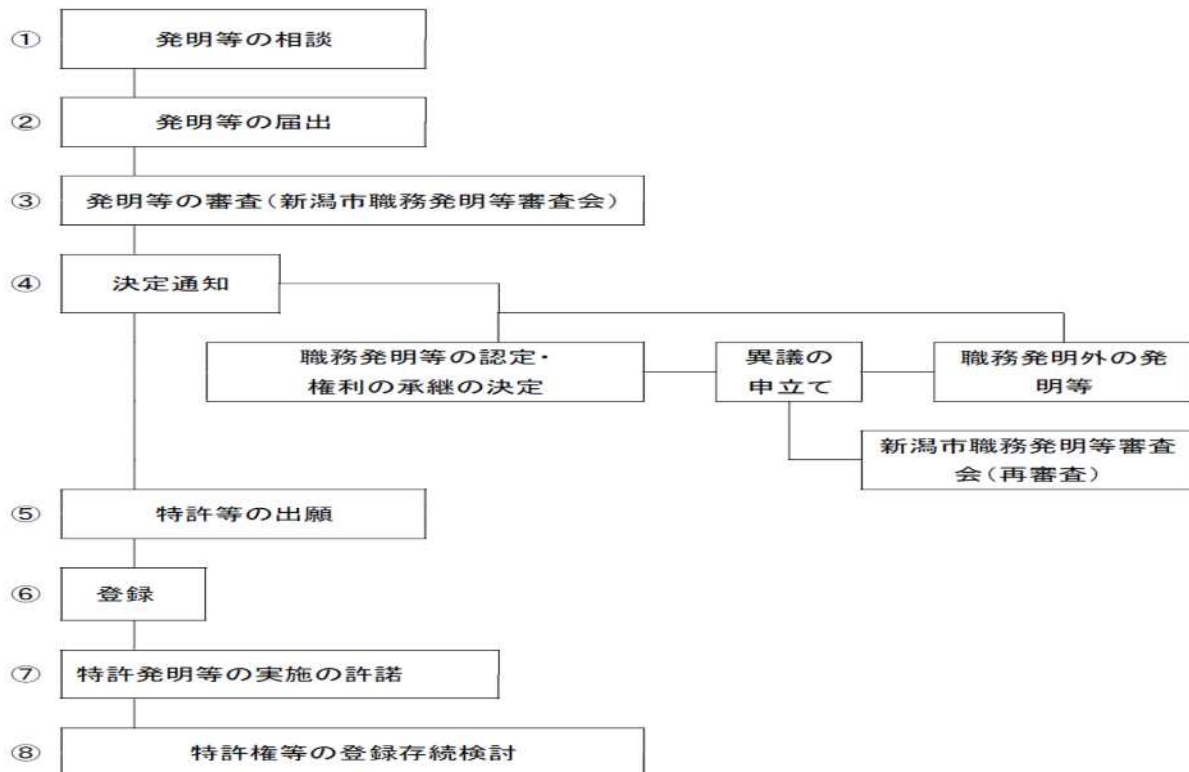 ① 発明等の相談
② 発明等の届出
③ 発明等の審査(新潟市職務発明等審査会)
④ 決定通知
職務発明等の認定・
権利の承継の決定
異議の
申立て
職務発明外の発
明等
新潟市職務発明等審査
会(再審査)
⑤ 特許等の出願
⑥ 登録
⑦ 特許発明等の実施の許諾
⑧ 特許権等の登録存続検討